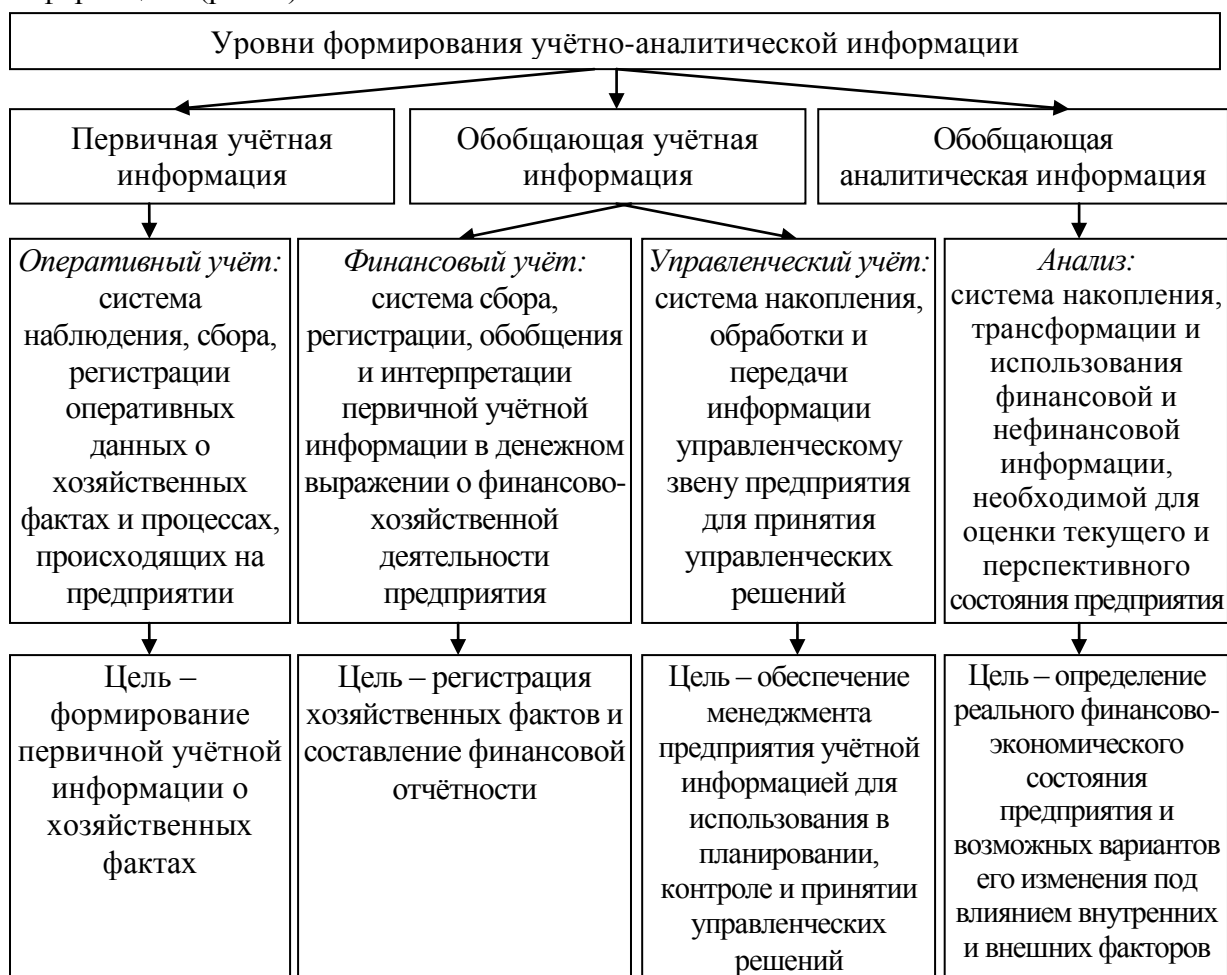 Уровни формирования учётно-аналитической информации
Первичная учётная
информация
Обобщающая учётная
информация
Обобщающая
аналитическая информация
Оперативный учёт:
система
наблюдения, сбора,
регистрации
оперативных
данных о
хозяйственных
фактах и процессах,
происходящих на
предприятии
Финансовый учёт:
система сбора,
регистрации, обобщения
и интерпретации
первичной учётной
информации в денежном
выражении о финансово-
хозяйственной
деятельности
предприятия
Управленческий учёт:
система накопления,
обработки и
передачи
информации
управленческому
звену предприятия
для принятия
управленческих
решений
Анализ:
система накопления,
трансформации и
использования
финансовой и
нефинансовой
информации,
необходимой для
оценки текущего и
перспективного
состояния предприятия
Цель –
формирование
первичной учётной
информации о
хозяйственных
фактах
Цель – регистрация
хозяйственных фактов и
составление финансовой
отчётности
Цель – обеспечение
менеджмента
предприятия учётной
информацией для
использования в
планировании,
контроле и принятии
управленческих
решений
Цель – определение
реального финансово-
экономического
состояния
предприятия и
возможных вариантов
его изменения под
влиянием внутренних
и внешних факторов